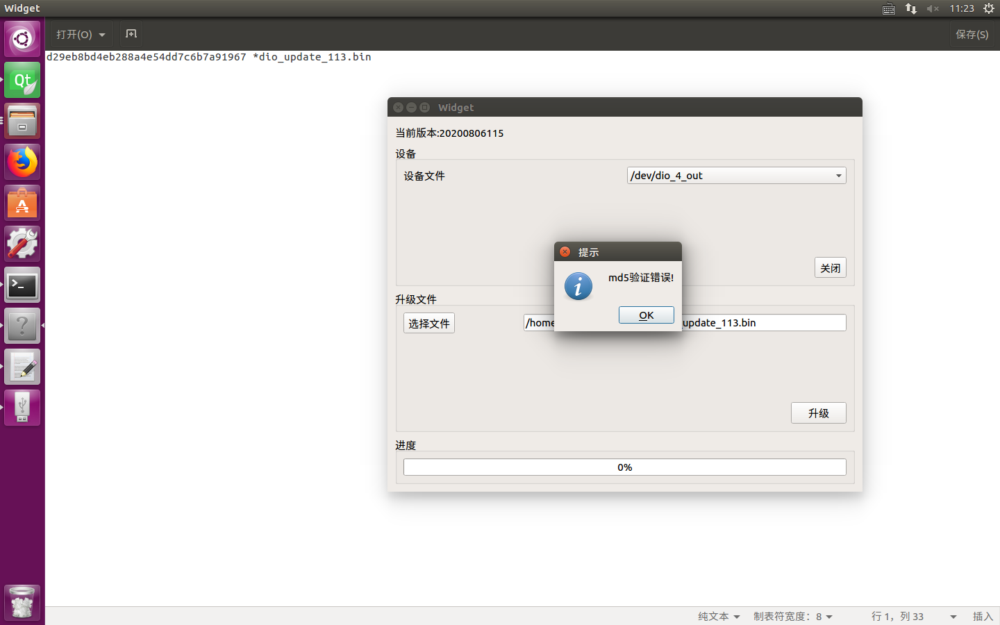 Widget
11:23
打开(O)
保存(S)
d29eb8bd4eb288a4e54dd7c6b7a91967 *dio_update_113.bin
Widget
当前版本:20200806115
设备
设备文件
/dev/dio_4_out
提示
md5验证错误!
OK
关闭
升级文件
选择文件
/home
update_113.bin
升级
进度
0%
Qt
纯文本
制表符宽度：8
行 1，列 33
插入